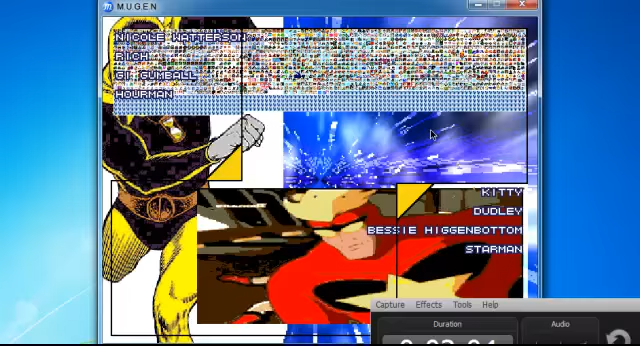 M.U.G.E.N
NICOLE WATTERSON
RICH
GI GUMBALL
HOURMAN
KITTY
DUDLEY
BESSIE HIGGENBOTTOM
STARMAN
Capture Effects Tools Help
Duration
Audio